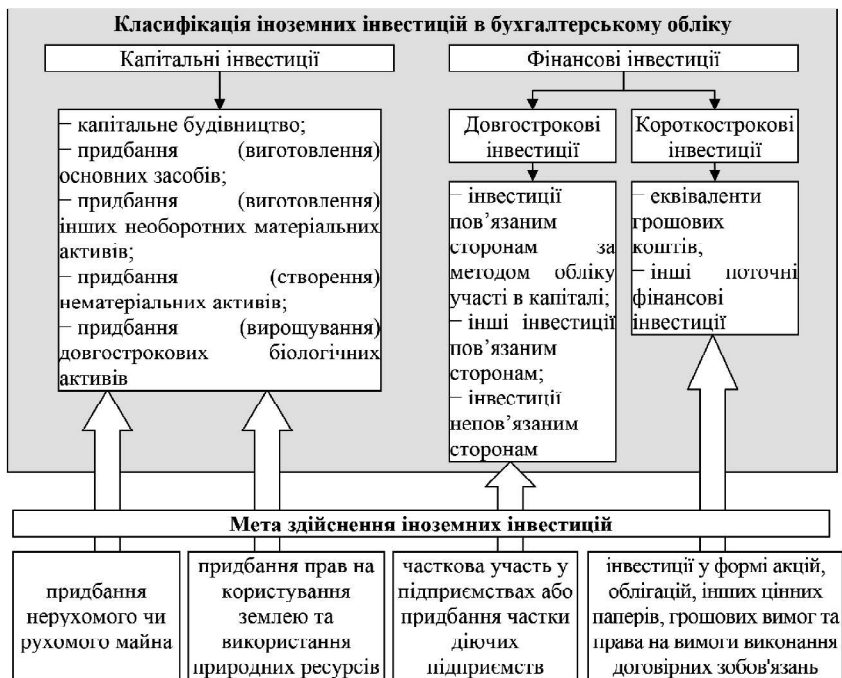 Класифікація іноземних інвестицій в бухгалтерському обліку
Капітальні інвестиції
Фінансові інвестиції
– капітальне будівництво;
– придбання (виготовлення)
основних засобів;
– придбання (виготовлення)
інших необоротних матеріальних
активів;
– придбання (створення)
нематеріальних активів;
– придбання (вирощування)
довгострокових біологічних
активів
Довгострокові
інвестиції
Короткострокові
інвестиції
– інвестиції
пов’язаним
сторонам за
методом обліку
участі в капіталі;
– інші інвестиції
пов’язаним
сторонам;
– інвестиції
непов’язаним
сторонам
– еквіваленти
грошових
коштів,
– інші поточні
фінансові
інвестиції
Мета здійснення іноземних інвестицій
придбання
нерухомого чи
рухомого майна
придбання прав на
користування
землею та
використання
природних ресурсів
часткова участь у
підприємствах або
придбання частки
діючих
підприємств
інвестиції у формі акцій,
облігацій, інших цінних
паперів, грошових вимог та
права на вимоги виконання
договірних зобов'язань